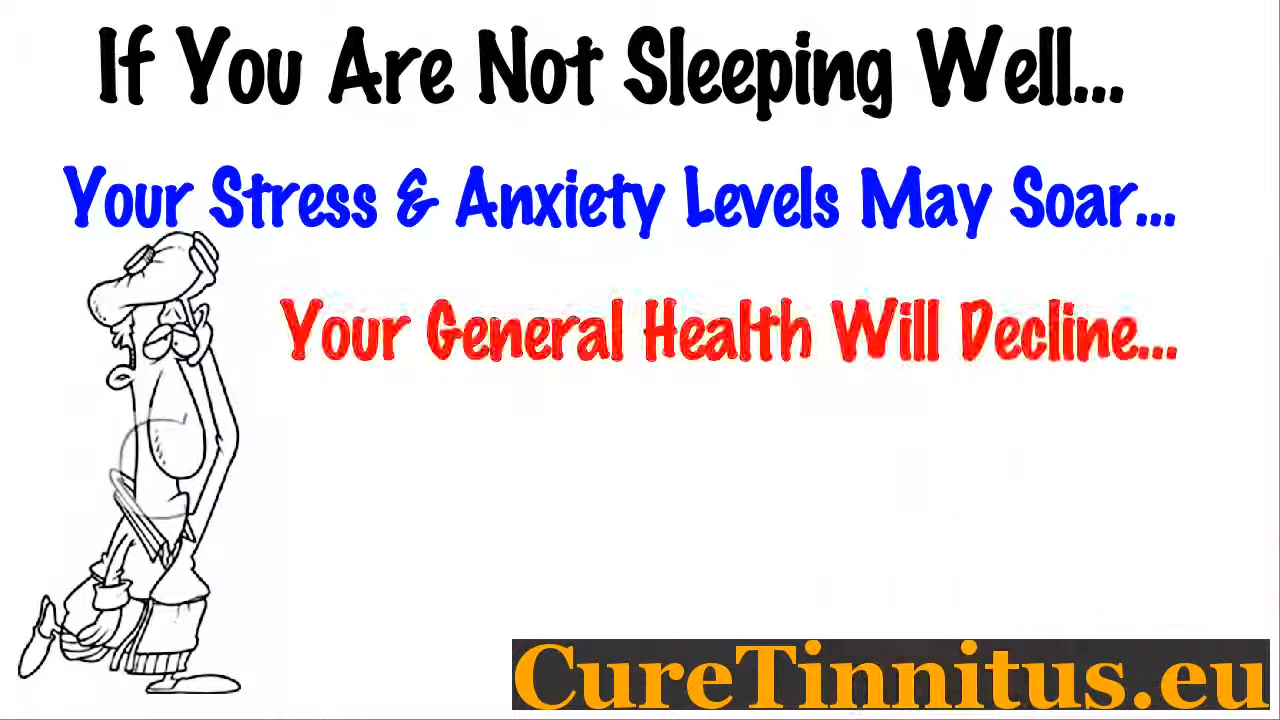 If You Are Not Sleeping Well...
Your Stress & Anxiety Levels May Soar...
Your General Health Will Decline...
CureTinnitus.eu